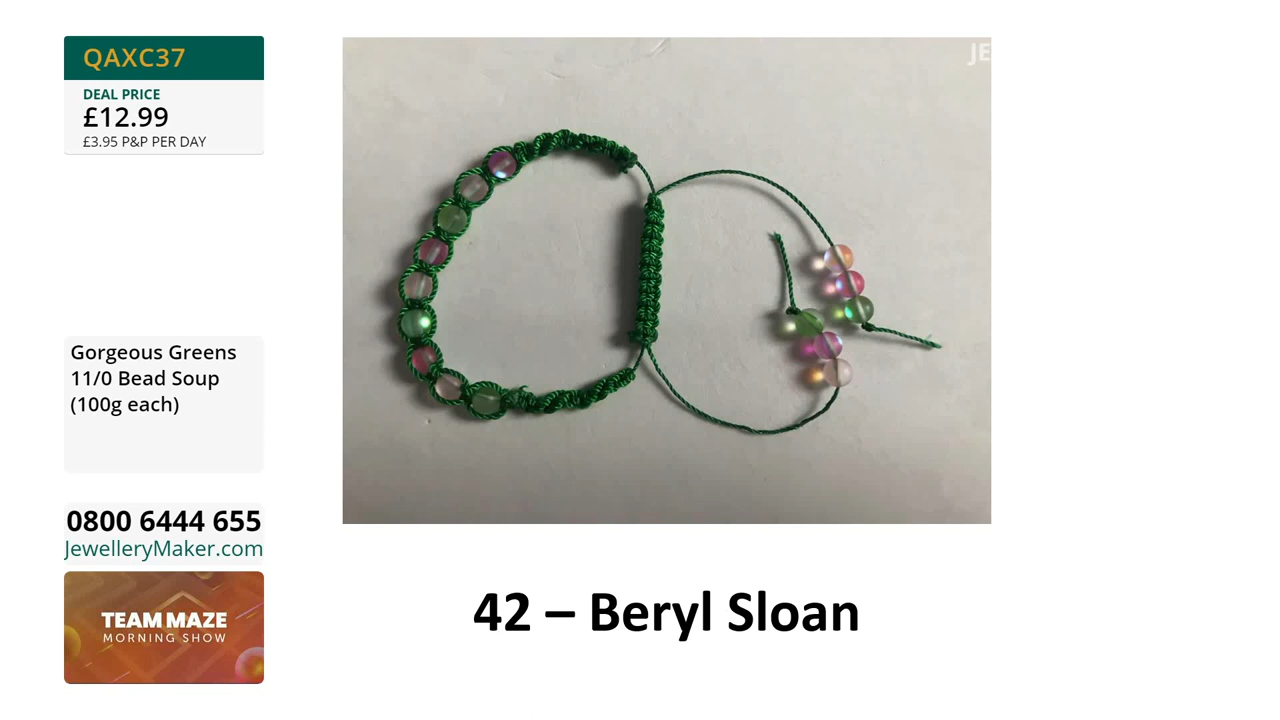 QAXC37
DEAL PRICE
£12.99
£3.95 P&P PER DAY
JE
Gorgeous Greens
11/0 Bead Soup
(100g each)
0800 6444 655
JewelleryMaker.com
TEAM MAZE
MORNING SHOW
42 – Beryl Sloan